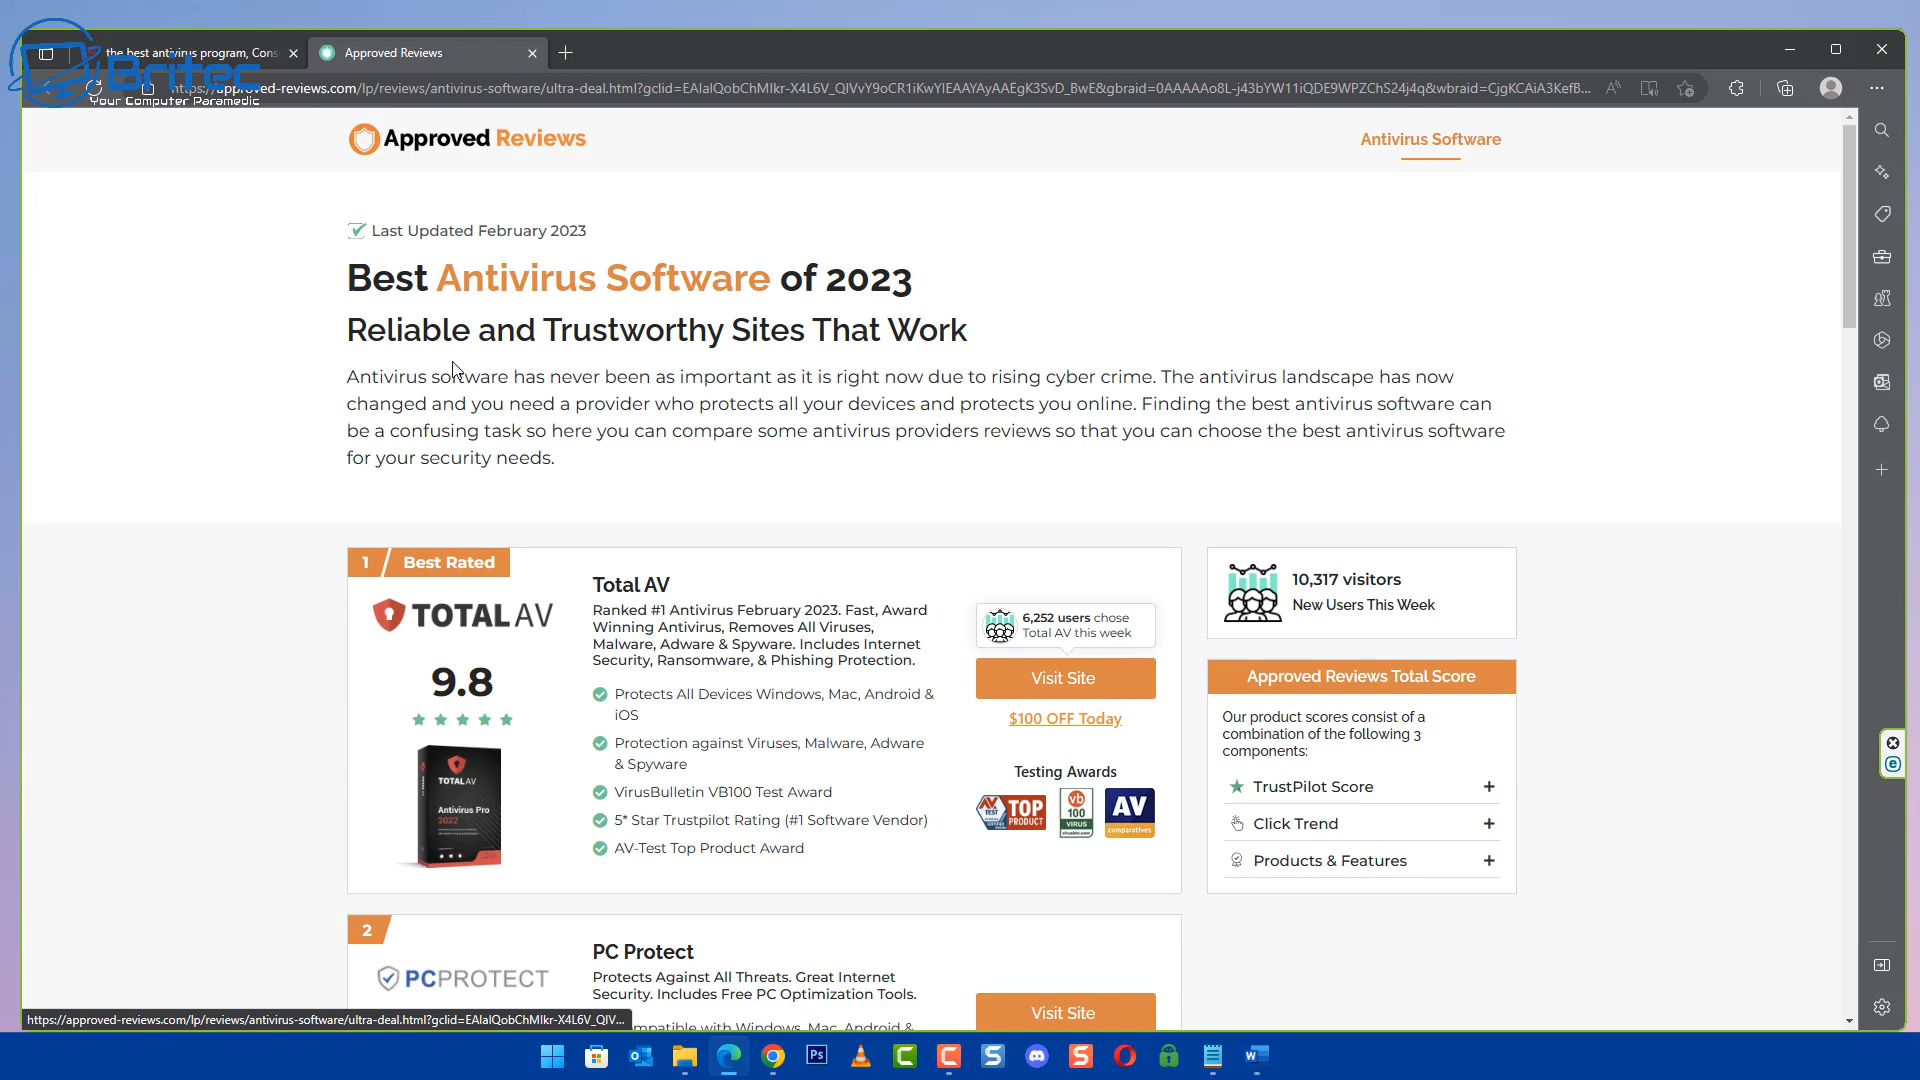 the best antivirus program, Cons
Approved Reviews
Britec
Your Computer Paramedic
https://approved-reviews.com/lp/reviews/antivirus-software/ultra-deal.html?gclid=EAIaIQobChMIkr-X4L6V_QIVvY9oCR1iKwYIEAAYAyAAEgK3SvD_BwE&gbraid=0AAAAAo8L-j43bYW11iQDE9WPZChS24j4q&wbraid=CjgKCAiA3KefB...
Approved Reviews
Antivirus Software
Last Updated February 2023
Best Antivirus Software of 2023
Reliable and Trustworthy Sites That Work
Antivirus software has never been as important as it is right now due to rising cyber crime. The antivirus landscape has now
changed and you need a provider who protects all your devices and protects you online. Finding the best antivirus software can
be a confusing task so here you can compare some antivirus providers reviews so that you can choose the best antivirus software
for your security needs.
1 Best Rated
TOTALAV
9.8
TOTALAV
Antivirus Pro
2022
Total AV
Ranked #1 Antivirus February 2023. Fast, Award
Winning Antivirus, Removes All Viruses,
Malware, Adware & Spyware. Includes Internet
Security, Ransomware, & Phishing Protection.
Protects All Devices Windows, Mac, Android &
iOS
Protection against Viruses, Malware, Adware
& Spyware
VirusBulletin VB100 Test Award
5* Star Trustpilot Rating (#1 Software Vendor)
AV-Test Top Product Award
6,252 users chose
Total AV this week
Visit Site
$100 OFF Today
Testing Awards
AV TEST
TOP
PRODUCT
vb
100
VIRUS
AV
comparatives
10,317 visitors
New Users This Week
Approved Reviews Total Score
Our product scores consist of a
combination of the following 3
components:
TrustPilot Score
Click Trend
Products & Features
2
PCPROTECT
PC Protect
Protects Against All Threats. Great Internet
Security. Includes Free PC Optimization Tools.
mpatible with Windows, Mac, Android &
Visit Site
https://approved-reviews.com/lp/reviews/antivirus-software/ultra-deal.html?gclid=EAIaIQobChMIkr-X4L6V_QIV...